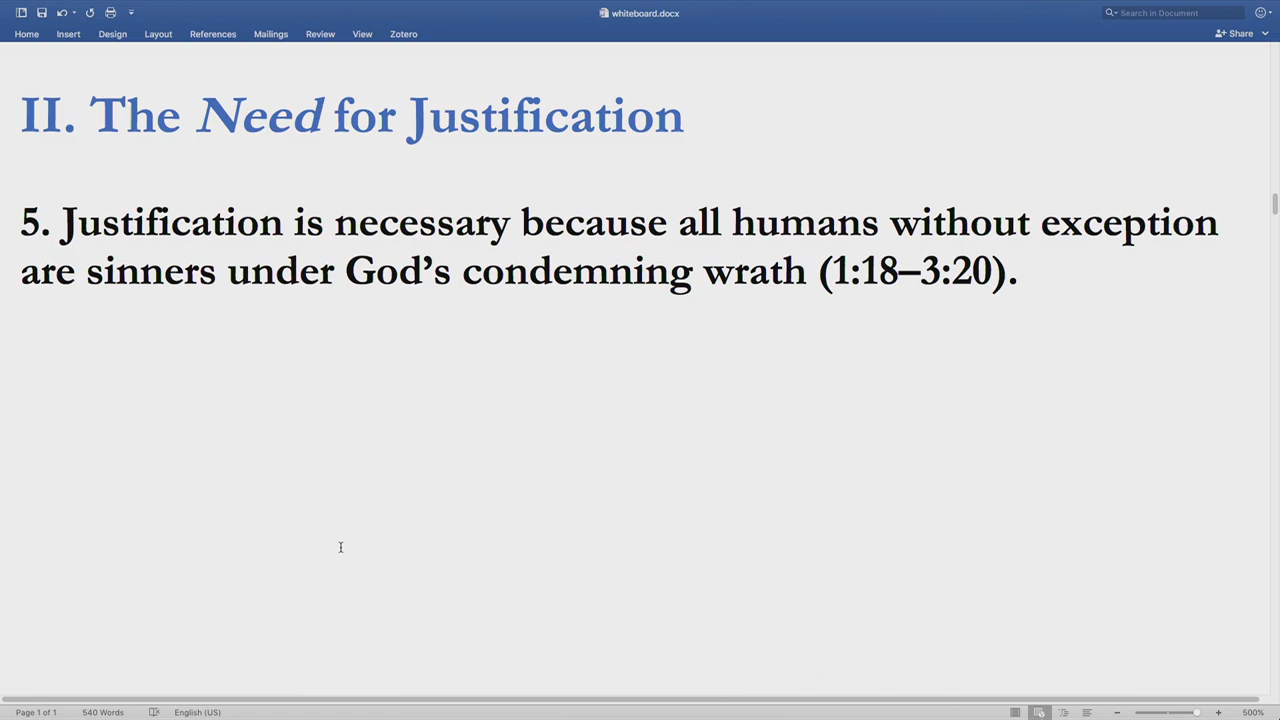 whiteboard.docx
Search in Document
Home Insert Design Layout References Mailings Review View Zotero
Share
II. The Need for Justification
5. Justification is necessary because all humans without exception
are sinners under God’s condemning wrath (1:18–3:20).
Page 1 of 1 540 Words English (US) 500%